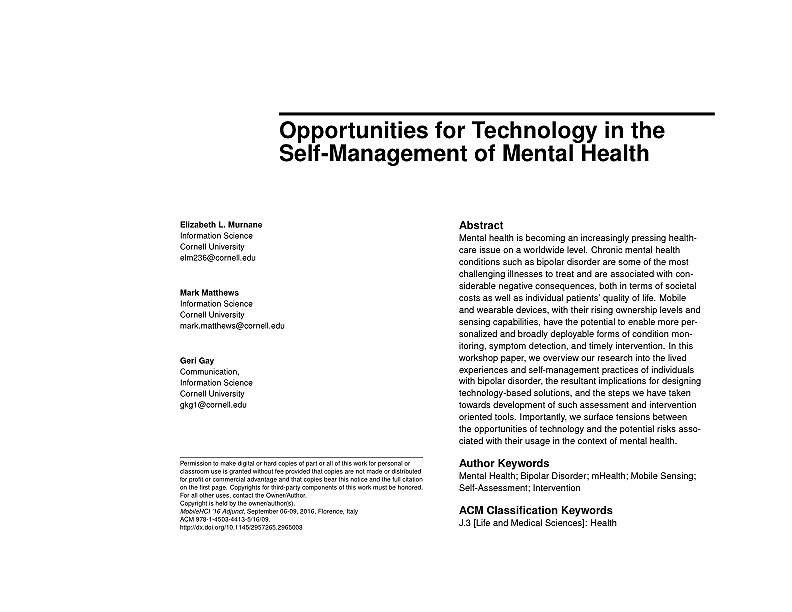 Opportunities for Technology in the
Self-Management of Mental Health
Elizabeth L. Murnane
Information Science
Cornell University
elm236@cornell.edu
Mark Matthews
Information Science
Cornell University
mark.matthews@cornell.edu
Geri Gay
Communication,
Information Science
Cornell University
gkg1@cornell.edu
Permission to make digital or hard copies of part or all of this work for personal or
classroom use is granted without fee provided that copies are not made or distributed
for profit or commercial advantage and that copies bear this notice and the full citation
on the first page. Copyrights for third-party components of this work must be honored.
For all other uses, contact the Owner/Author.
Copyright is held by the owner/author(s).
MobileHCI '16 Adjunct, September 06-09, 2016, Florence, Italy
ACM 978-1-4503-4413-5/16/09.
http://dx.doi.org/10.1145/2957265.2965008
Abstract
Mental health is becoming an increasingly pressing health-
care issue on a worldwide level. Chronic mental health
conditions such as bipolar disorder are some of the most
challenging illnesses to treat and are associated with con-
siderable negative consequences, both in terms of societal
costs as well as individual patients' quality of life. Mobile
and wearable devices, with their rising ownership levels and
sensing capabilities, have the potential to enable more per-
sonalized and broadly deployable forms of condition mon-
itoring, symptom detection, and timely intervention. In this
workshop paper, we overview our research into the lived
experiences and self-management practices of individuals
with bipolar disorder, the resultant implications for designing
technology-based solutions, and the steps we have taken
towards development of such assessment and intervention
oriented tools. Importantly, we surface tensions between
the opportunities of technology and the potential risks asso-
ciated with their usage in the context of mental health.
Author Keywords
Mental Health; Bipolar Disorder; mHealth; Mobile Sensing;
Self-Assessment; Intervention
ACM Classification Keywords
J.3 [Life and Medical Sciences]: Health